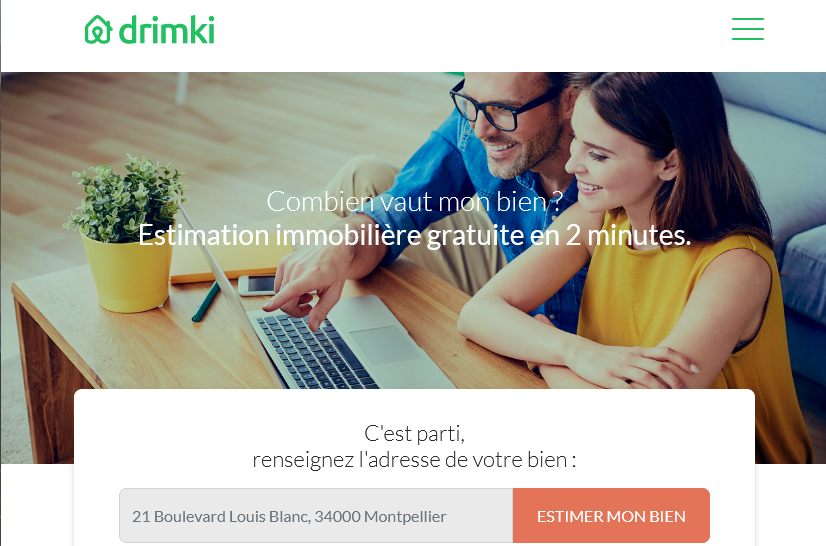 drimki
Combien vaut mon bien ?
Estimation immobilière gratuite en 2 minutes.
C'est parti,
renseignez l'adresse de votre bien :
21 Boulevard Louis Blanc, 34000 Montpellier
ESTIMER MON BIEN